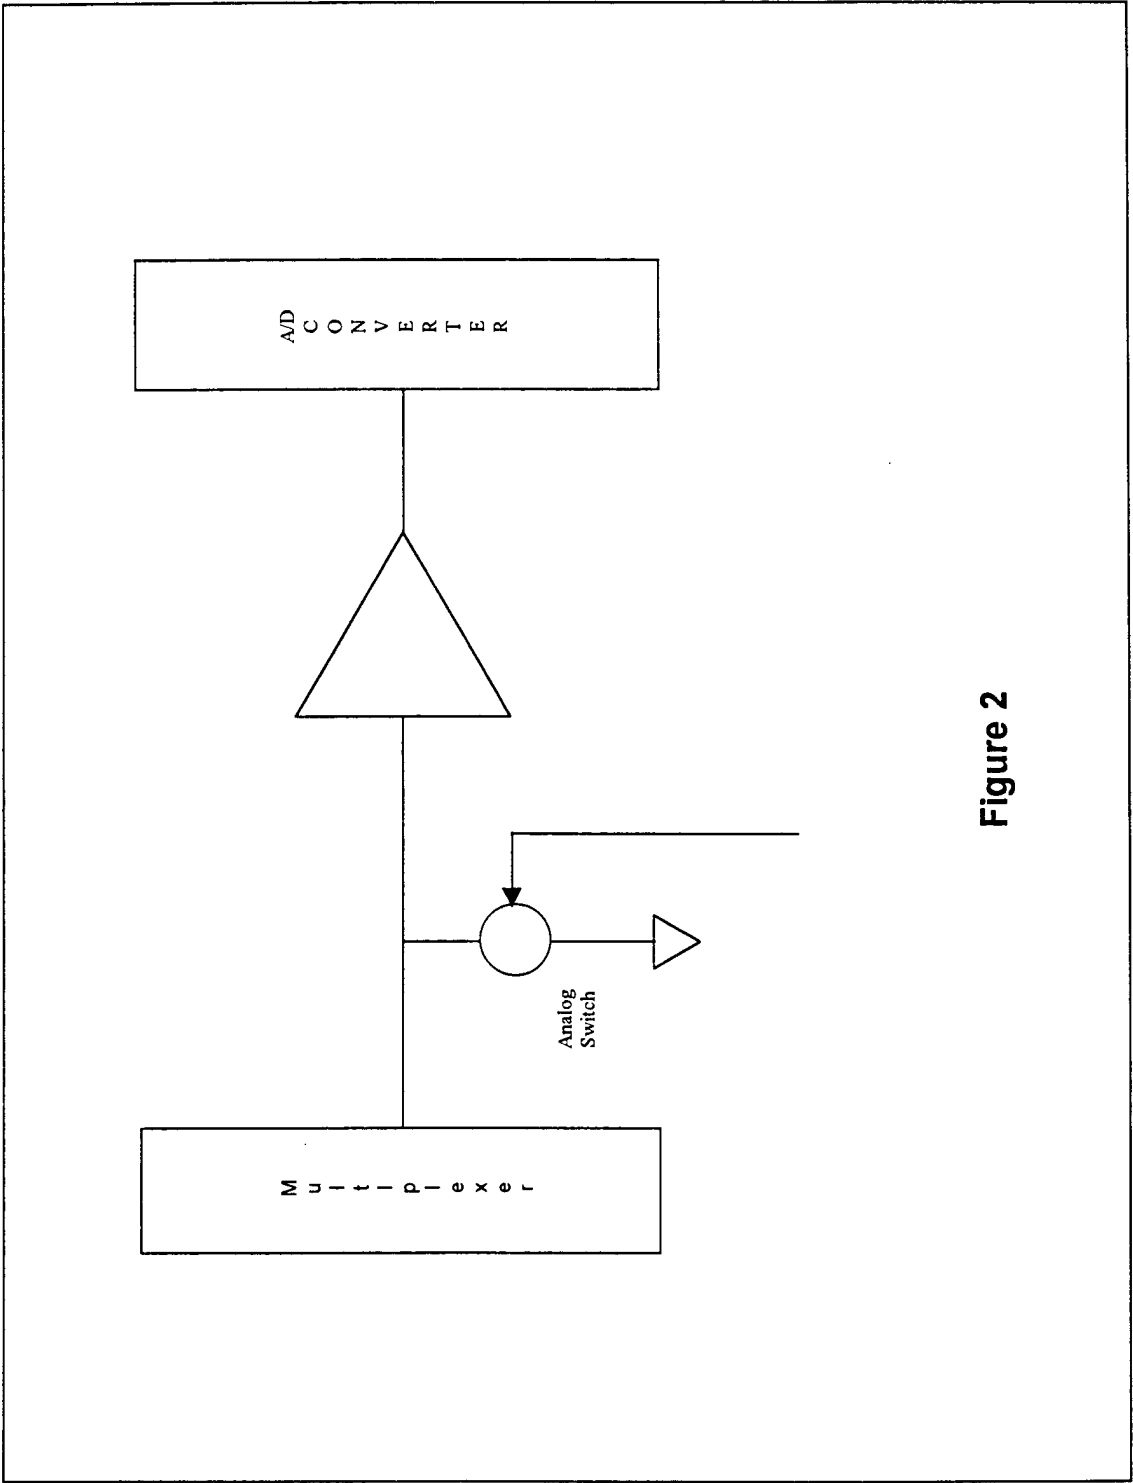 Multiplexer
Analog
Switch
A/D
CONVERTER
Figure 2